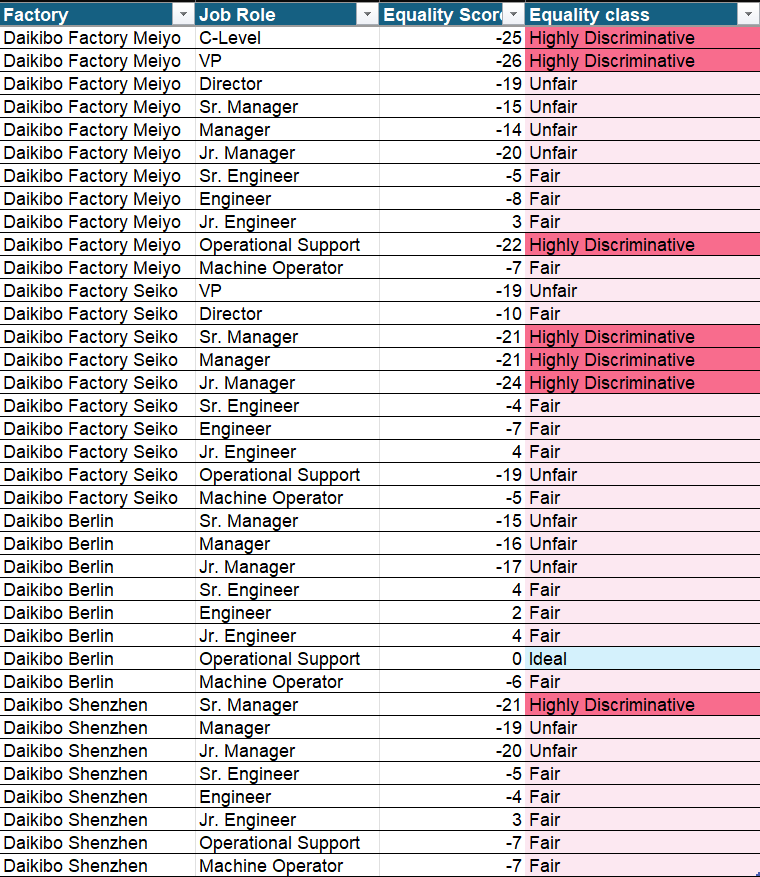 Factory Job Role Equality Score Equality class
Daikibo Factory Meiyo C-Level -25 Highly Discriminative
Daikibo Factory Meiyo VP -26 Highly Discriminative
Daikibo Factory Meiyo Director -19 Unfair
Daikibo Factory Meiyo Sr. Manager -15 Unfair
Daikibo Factory Meiyo Manager -14 Unfair
Daikibo Factory Meiyo Jr. Manager -20 Unfair
Daikibo Factory Meiyo Sr. Engineer -5 Fair
Daikibo Factory Meiyo Engineer -8 Fair
Daikibo Factory Meiyo Jr. Engineer 3 Fair
Daikibo Factory Meiyo Operational Support -22 Highly Discriminative
Daikibo Factory Meiyo Machine Operator -7 Fair
Daikibo Factory Seiko VP -19 Unfair
Daikibo Factory Seiko Director -10 Fair
Daikibo Factory Seiko Sr. Manager -21 Highly Discriminative
Daikibo Factory Seiko Manager -21 Highly Discriminative
Daikibo Factory Seiko Jr. Manager -24 Highly Discriminative
Daikibo Factory Seiko Sr. Engineer -4 Fair
Daikibo Factory Seiko Engineer -7 Fair
Daikibo Factory Seiko Jr. Engineer 4 Fair
Daikibo Factory Seiko Operational Support -19 Unfair
Daikibo Factory Seiko Machine Operator -5 Fair
Daikibo Berlin Sr. Manager -15 Unfair
Daikibo Berlin Manager -16 Unfair
Daikibo Berlin Jr. Manager -17 Unfair
Daikibo Berlin Sr. Engineer 4 Fair
Daikibo Berlin Engineer 2 Fair
Daikibo Berlin Jr. Engineer 4 Fair
Daikibo Berlin Operational Support 0 Ideal
Daikibo Berlin Machine Operator -6 Fair
Daikibo Shenzhen Sr. Manager -21 Highly Discriminative
Daikibo Shenzhen Manager -19 Unfair
Daikibo Shenzhen Jr. Manager -20 Unfair
Daikibo Shenzhen Sr. Engineer -5 Fair
Daikibo Shenzhen Engineer -4 Fair
Daikibo Shenzhen Jr. Engineer 3 Fair
Daikibo Shenzhen Operational Support -7 Fair
Daikibo Shenzhen Machine Operator -7 Fair